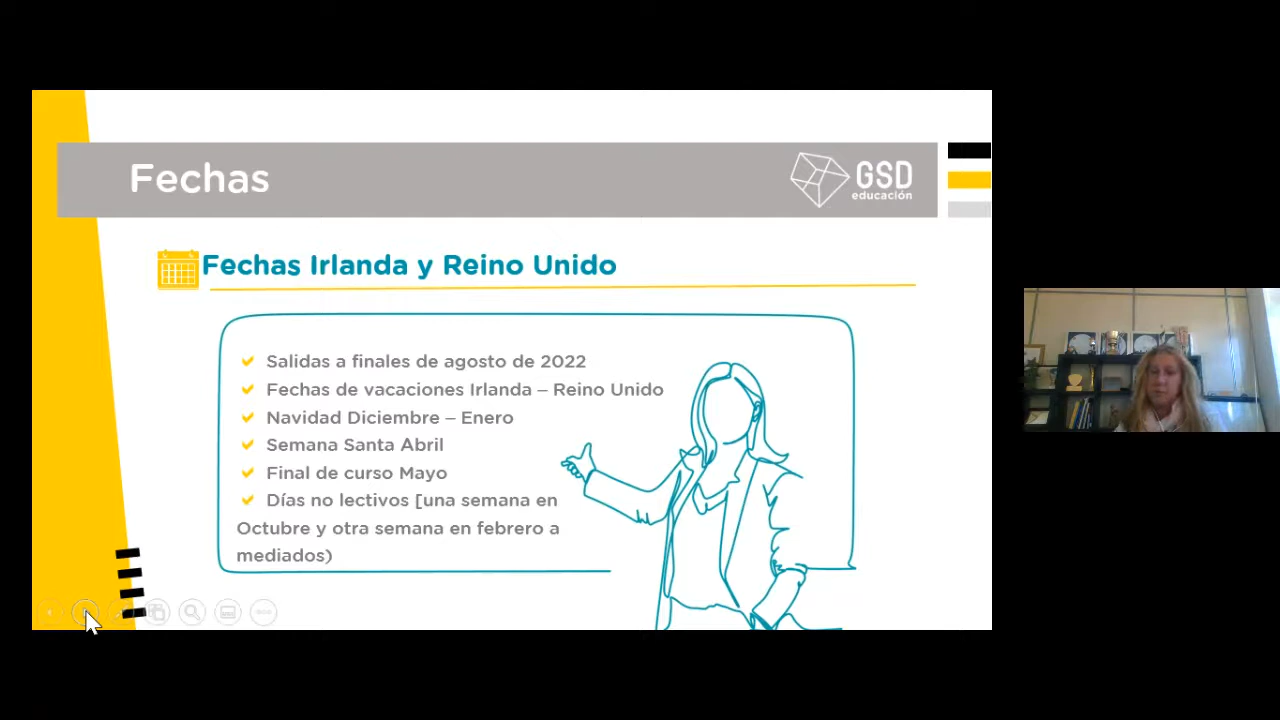 Fechas
GSD
educación
Fechas Irlanda y Reino Unido
Salidas a finales de agosto de 2022
Fechas de vacaciones Irlanda – Reino Unido
Navidad Diciembre – Enero
Semana Santa Abril
Final de curso Mayo
Días no lectivos [una semana en
Octubre y otra semana en febrero a
mediados)